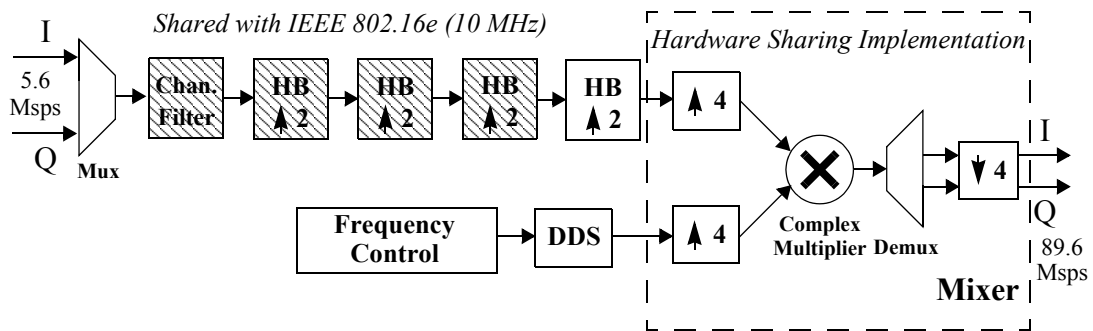 Shared with IEEE 802.16e (10 MHz)
Hardware Sharing Implementation
I
5.6
Msps
Q
Mux
Chan.
Filter
HB
2
HB
2
HB
2
HB
2
4
Complex
Multiplier
Demux
4
I
Q
89.6
Msps
Frequency
Control
DDS
4
Mixer